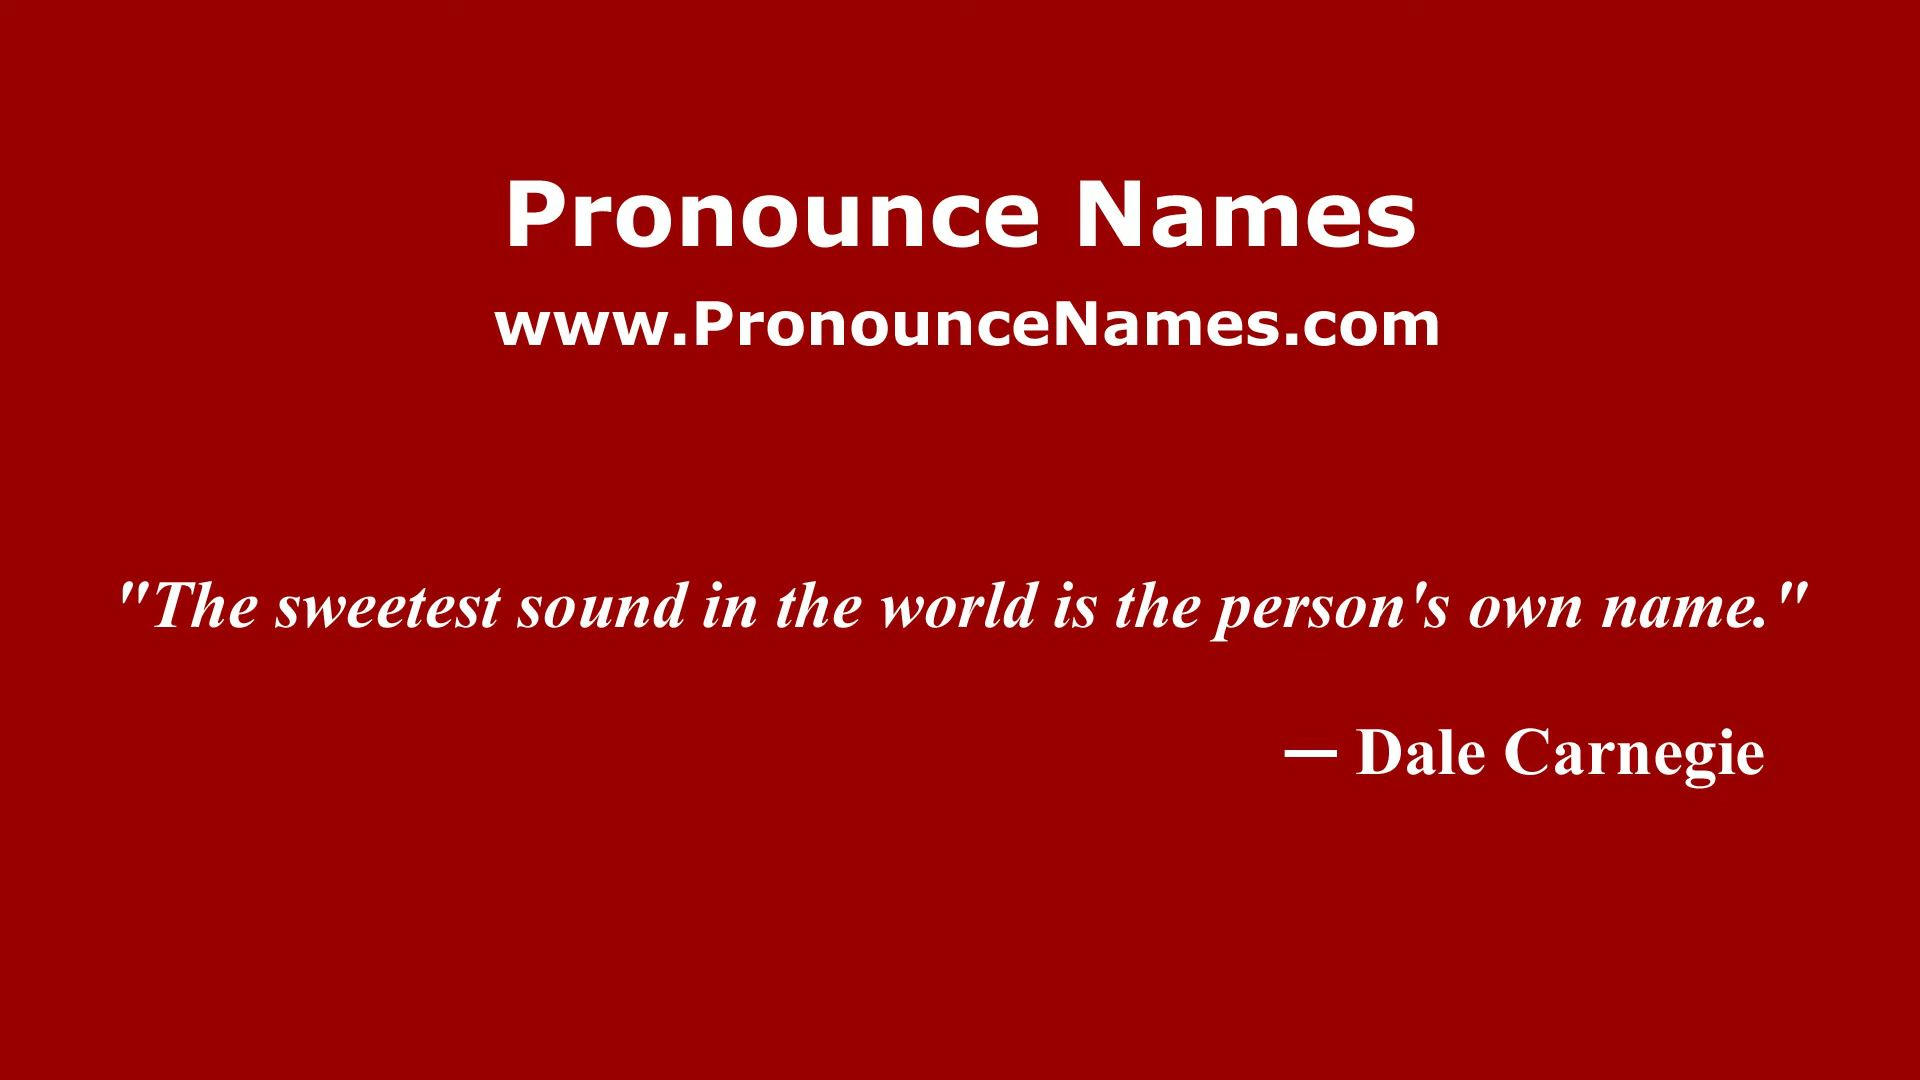 Pronounce Names
www.PronounceNames.com
"The sweetest sound in the world is the person's own name."
— Dale Carnegie